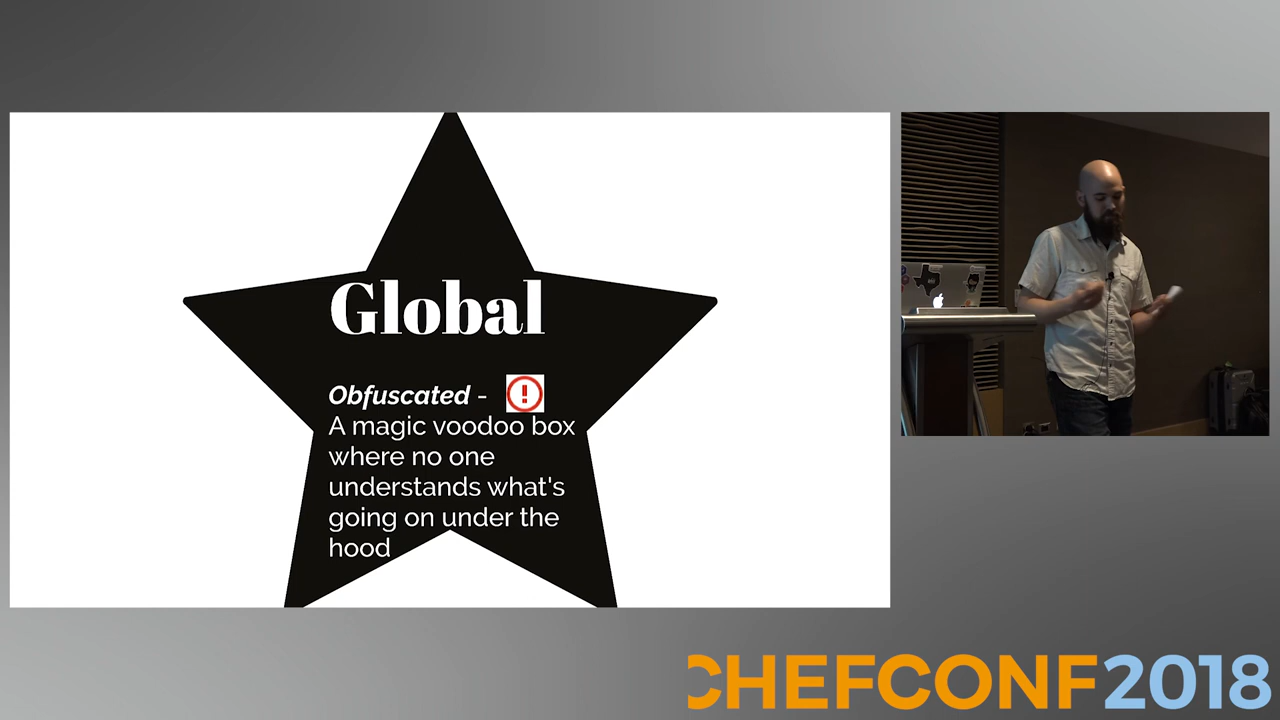 Global
Obfuscated -
A magic voodoo box
where no one
understands what's
going on under the
hood
CHEFCONF2018